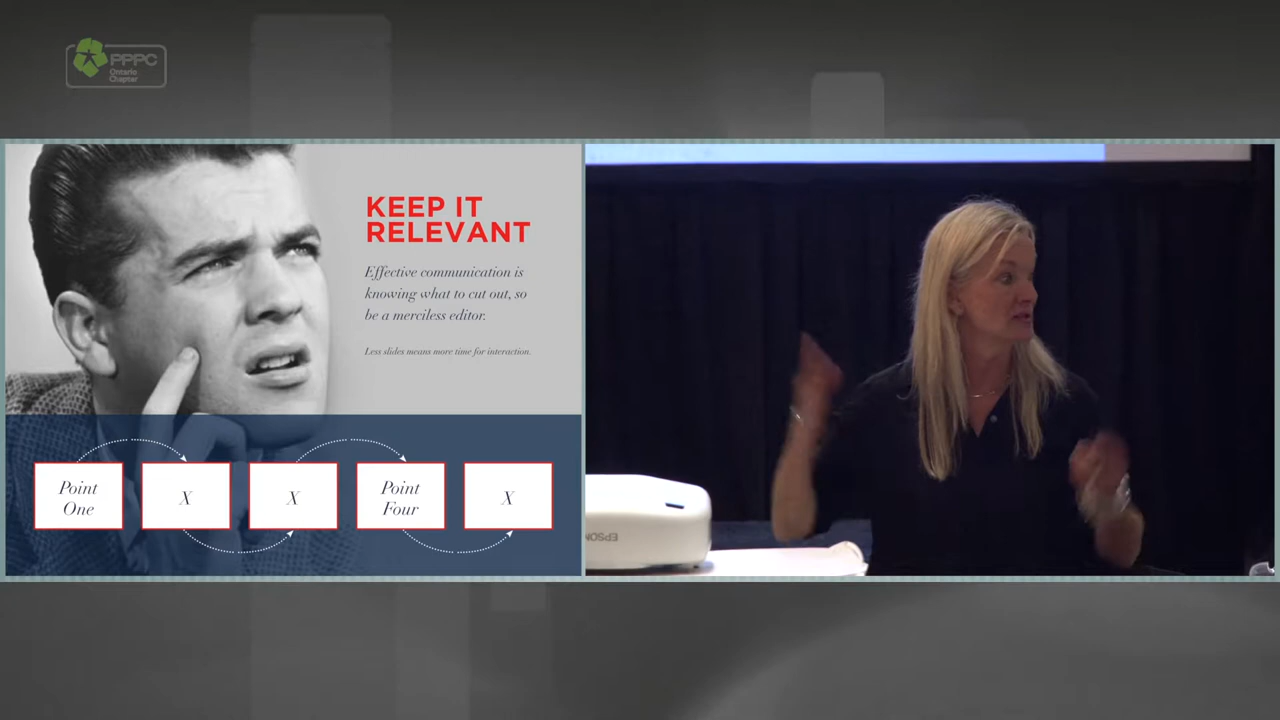 PPPC
Ontario
Chapter
KEEP IT
RELEVANT
Effective communication is
knowing what to cut out, so
be a merciless editor.
Less slides means more time for interaction.
Point
One
X
X
Point
Four
X
EPSON